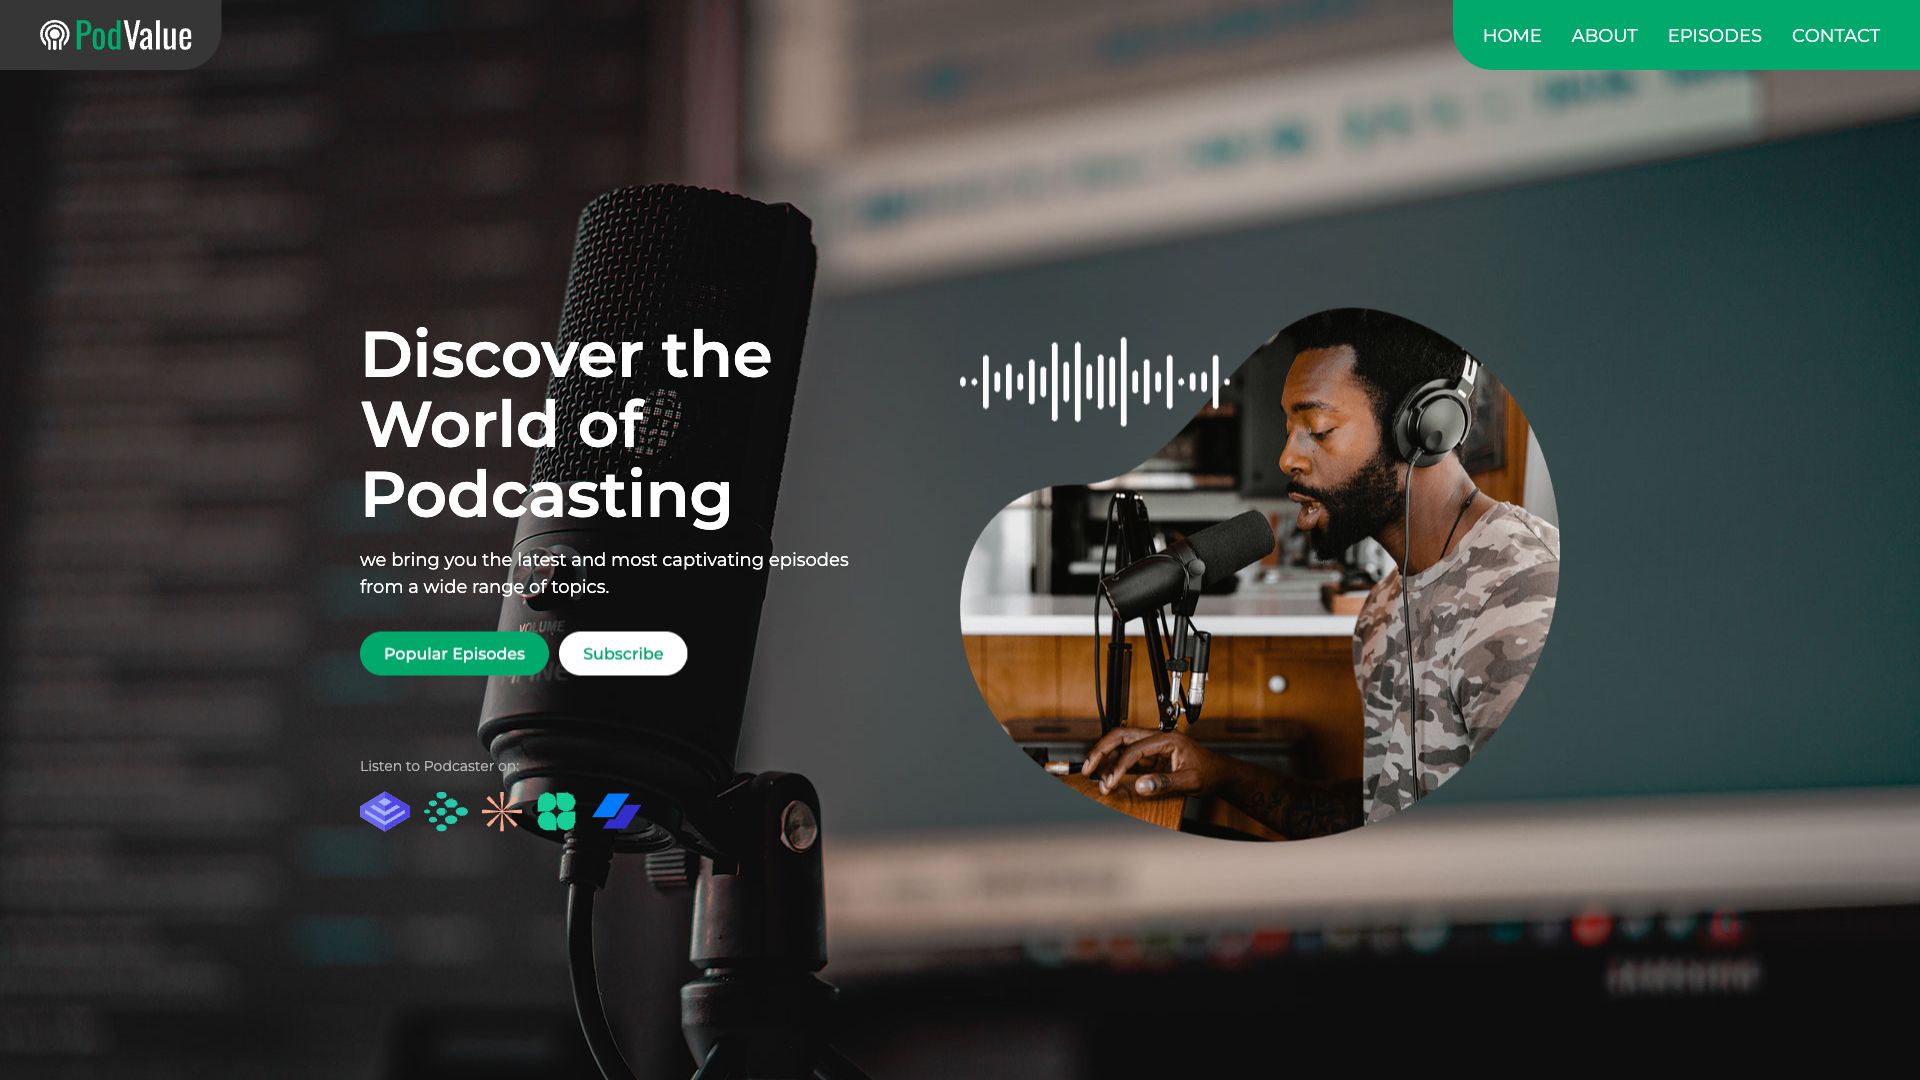 PodValue
HOME ABOUT EPISODES CONTACT
Discover the
World of
Podcasting
we bring you the latest and most captivating episodes
from a wide range of topics.
VOLUME
Popular Episodes
Subscribe
Listen to Podcaster on: